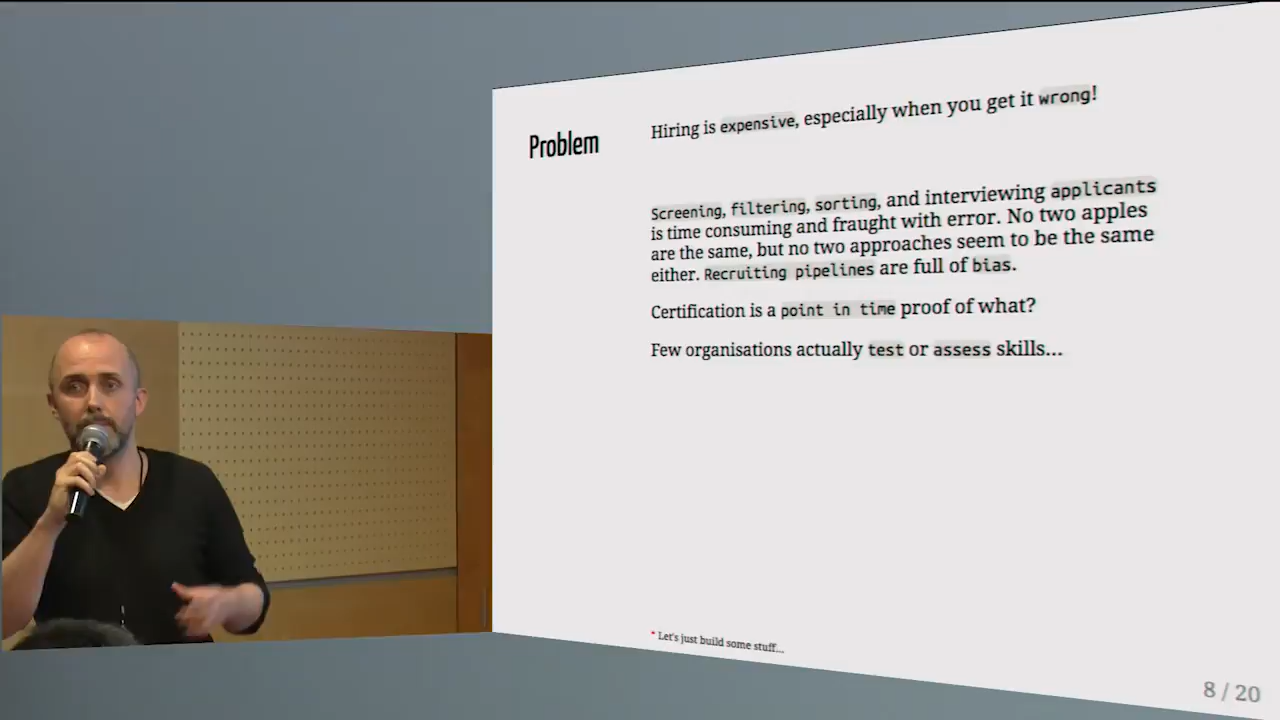 Problem
Hiring is expensive, especially when you get it wrong!
Screening, filtering, sorting, and interviewing applicants
is time consuming and fraught with error. No two apples
are the same, but no two approaches seem to be the same
either. Recruiting pipelines are full of bias.
Certification is a point in time proof of what?
Few organisations actually test or assess skills...
* Let's just build some stuff...
8 / 20